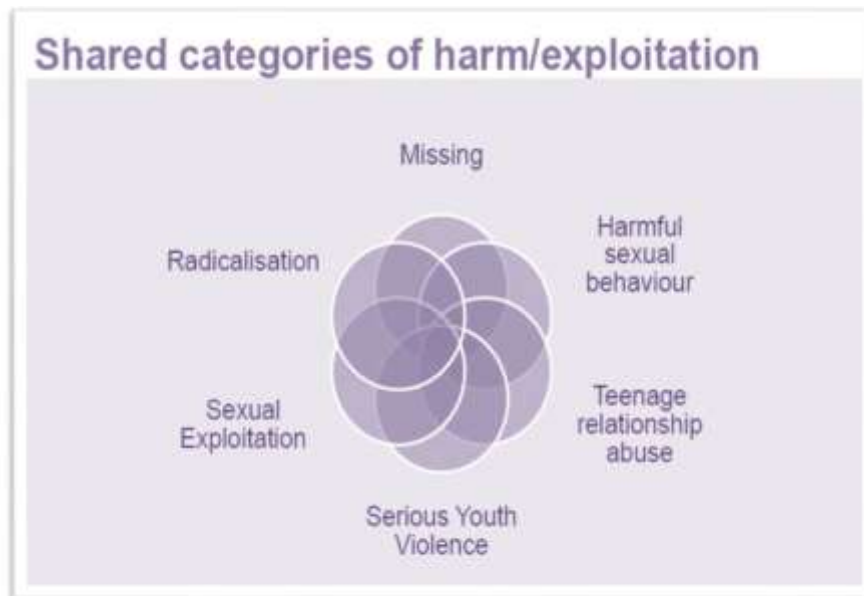 Shared categories of harm/exploitation
Missing
Harmful
sexual
behaviour
Teenage
relationship
abuse
Serious Youth
Violence
Sexual
Exploitation
Radicalisation